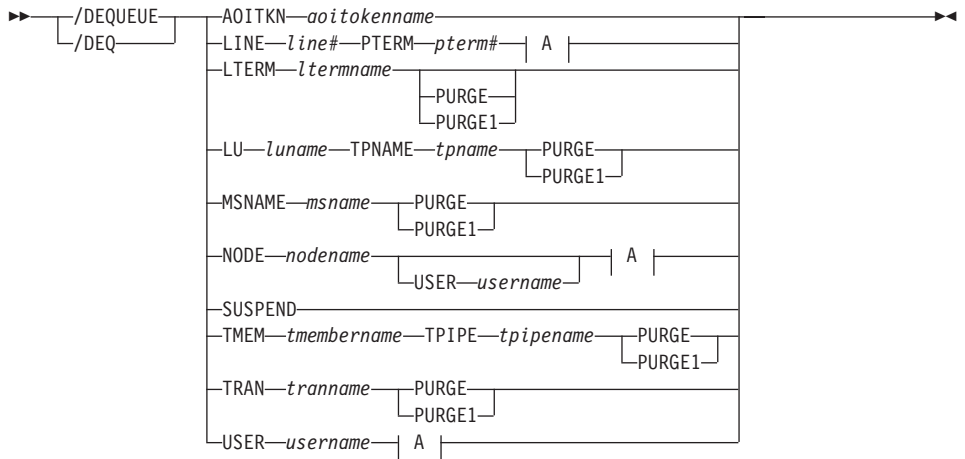 /DEQUEUE AOITKN aoitokenname
/DEQ LINE line# PTERM pterm# A
LTERM ltermname
PURGE
PURGE1
LU luname TPNAME tpname PURGE
PURGE1
MSNAME msname PURGE
PURGE1
NODE nodename A
USER username
SUSPEND
TMEM tmembername TPIPE tpipename PURGE
PURGE1
TRAN tranname PURGE
PURGE1
USER username A